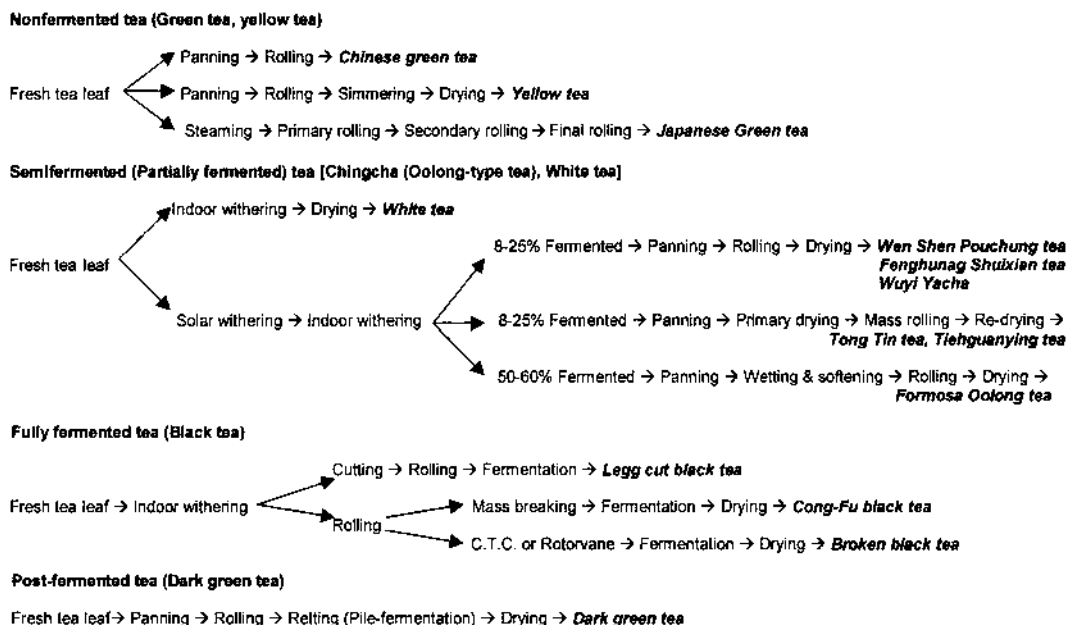 Nonfermented tea (Green tea, yellow tea)
Panning → Rolling → Chinese green tea
Fresh tea leaf
Panning → Rolling → Simmering → Drying → Yellow tea
Steaming → Primary rolling → Secondary rolling → Final rolling → Japanese Green tea
Semifermented (Partially fermented) tea [Chingcha (Oolong-type tea), White tea]
Indoor withering → Drying → White tea
8-25% Fermented → Panning → Rolling → Drying → Wen Shen Pouchung tea
Fenghunag Shuixian tea
Wuyi Yacha
Fresh tea leaf
Solar withering → Indoor withering
8-25% Fermented → Panning → Primary drying → Mass rolling → Re-drying →
Tong Tin tea, Tiehguanying tea
50-60% Fermented → Panning → Wetting & softening → Rolling → Drying →
Formosa Oolong tea
Fully fermented tea (Black tea)
Cutting → Rolling → Fermentation → Legg cut black tea
Fresh tea leaf → Indoor withering
Mass breaking → Fermentation → Drying → Cong-Fu black tea
Rolling
C.T.C. or Rotorvane → Fermentation → Drying → Broken black tea
Post-fermented tea (Dark green tea)
Fresh tea leaf → Panning → Rolling → Relting (Pile-fermentation) → Drying → Dark green tea